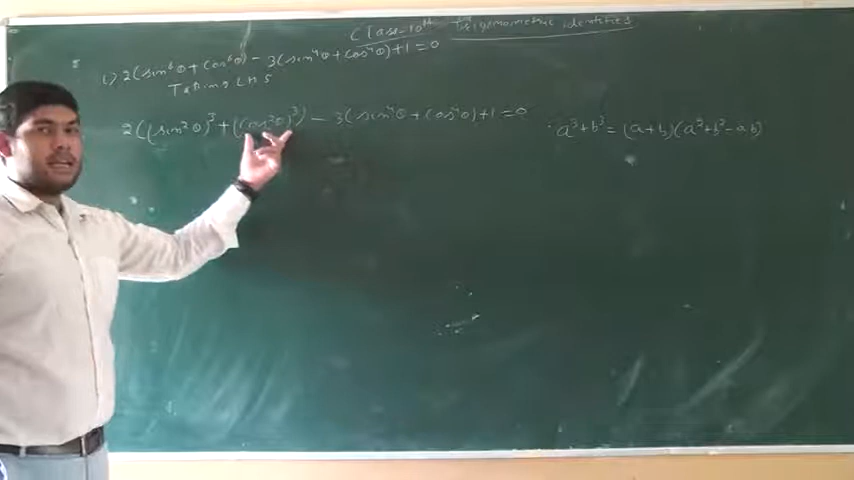 Class-10th Trigonometric identities
1) 2(sin⁶θ+cos⁶θ) - 3(sin⁴θ+cos⁴θ)+1=0
Taking LHS
2((sin²θ)³+(cos²θ)³) - 3(sin⁴θ+cos⁴θ)+1=0
a³+b³=(a+b)(a²+b²-ab)